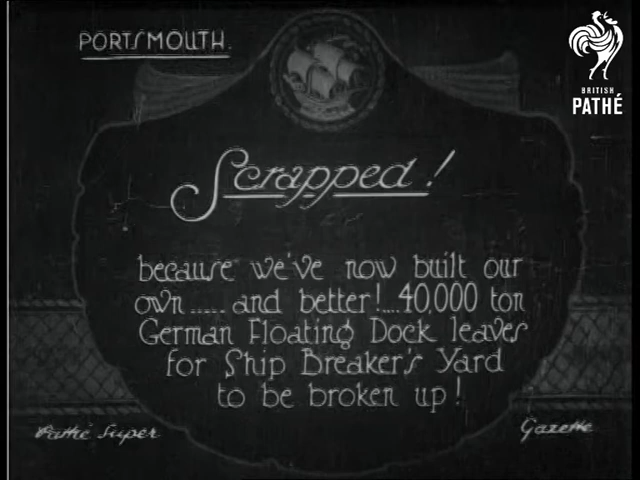 PORTSMOUTH.
BRITISH
PATHÉ
Scrapped!
because we've now built our
own ..... and better!....40,000 ton
German Floating Dock leaves
for Ship Breaker's Yard
to be broken up!
Pathé Super
Gazette